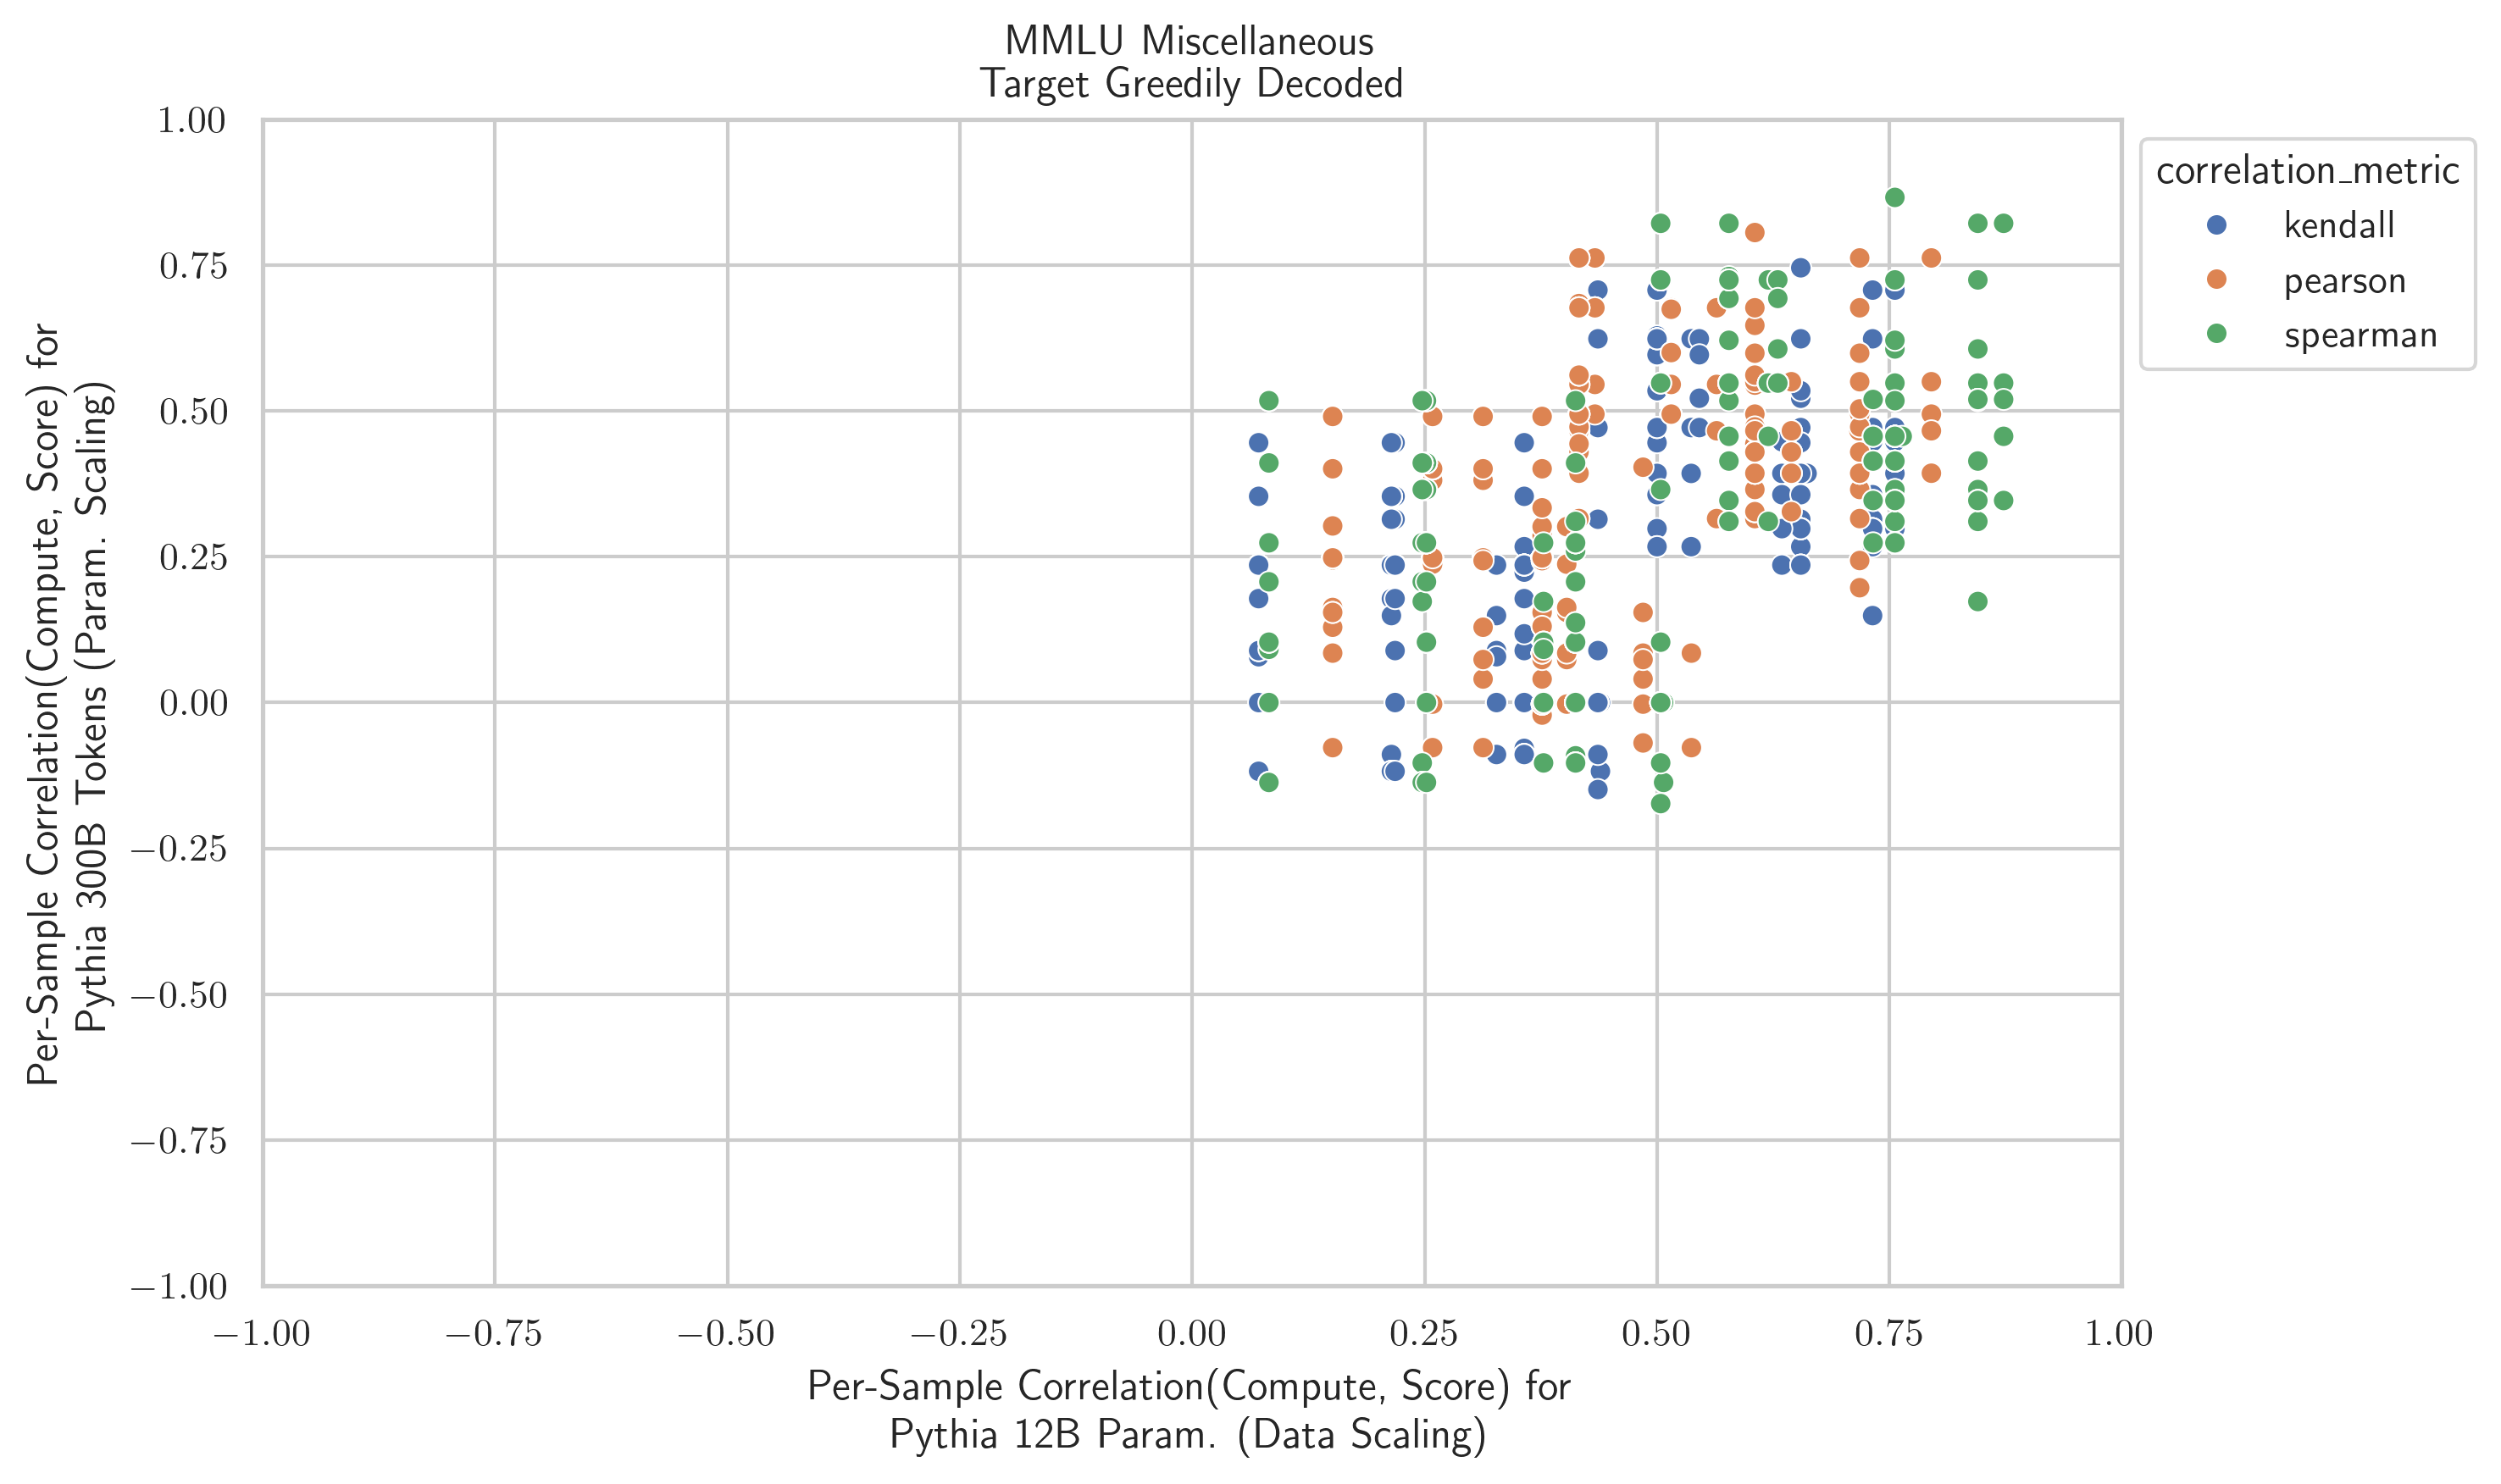 MMLU Miscellaneous
Target Greedily Decoded
Per-Sample Correlation(Compute, Score) for
Pythia 300B Tokens (Param. Scaling)
1.00
0.75
0.50
0.25
0.00
−0.25
−0.50
−0.75
−1.00
−1.00 −0.75 −0.50 −0.25 0.00 0.25 0.50 0.75 1.00
Per-Sample Correlation(Compute, Score) for
Pythia 12B Param. (Data Scaling)
correlation_metric
kendall
pearson
spearman